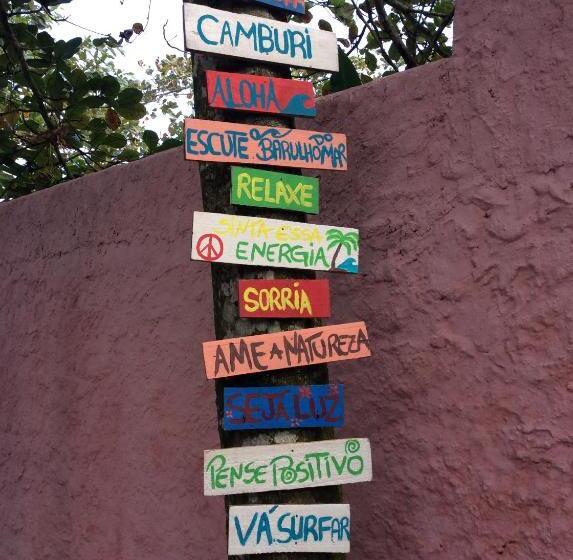 CAMBURI
ALOHA
ESCUTE O BARULHO DO MAR
RELAXE
SINTA ESSA
ENERGIA
SORRIA
AME A NATUREZA
SEJA LUZ
PENSE POSITIVO
VÁ SURFAR